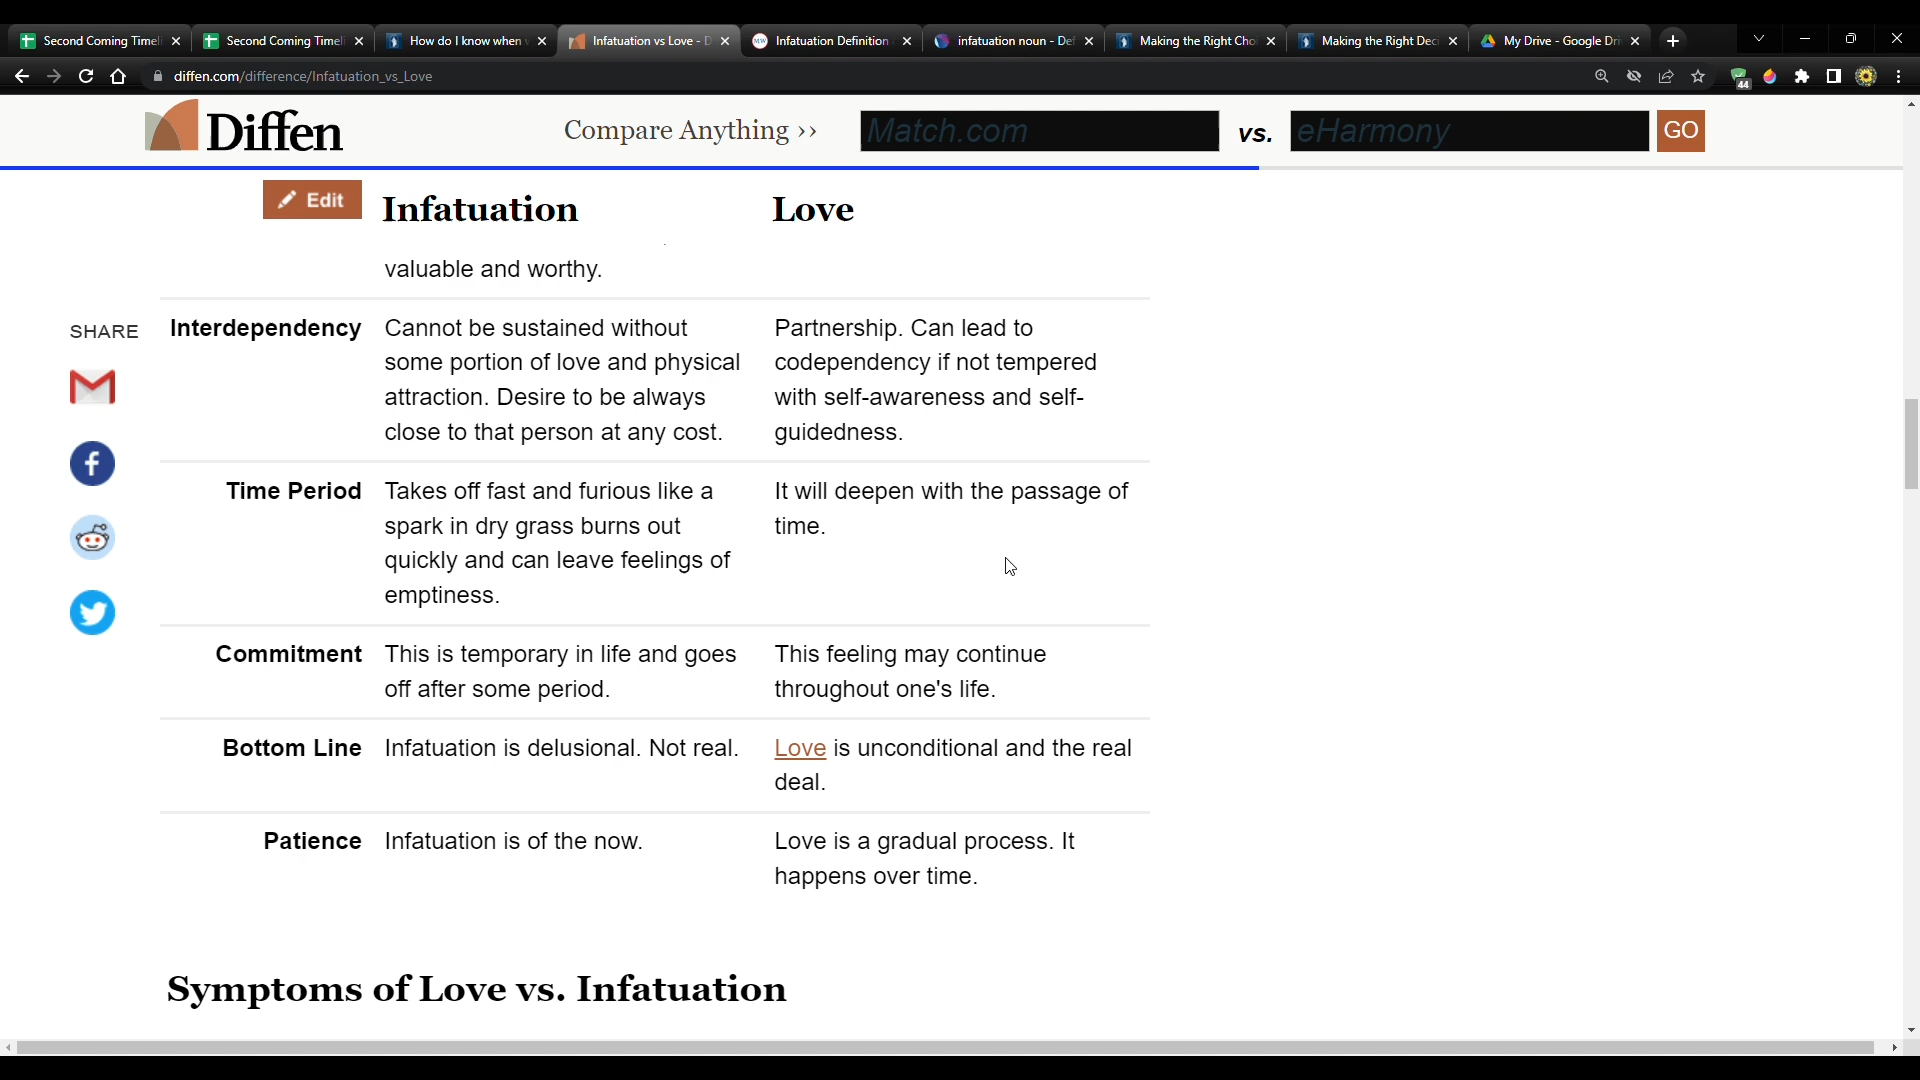 Second Coming Timeli
Second Coming Timeli
How do I know when
Infatuation vs Love - D
Infatuation Definition
infatuation noun - Def
Making the Right Cho
Making the Right Deci
My Drive - Google Dri
diffen.com/difference/Infatuation_vs_Love
44
Diffen
Compare Anything ››
Match.com
vs.
eHarmony
GO
Edit
Infatuation
Love
valuable and worthy.
SHARE
Interdependency
Cannot be sustained without
some portion of love and physical
attraction. Desire to be always
close to that person at any cost.
Partnership. Can lead to
codependency if not tempered
with self-awareness and self-
guidedness.
Time Period
Takes off fast and furious like a
spark in dry grass burns out
quickly and can leave feelings of
emptiness.
It will deepen with the passage of
time.
Commitment
This is temporary in life and goes
off after some period.
This feeling may continue
throughout one's life.
Bottom Line
Infatuation is delusional. Not real.
Love is unconditional and the real
deal.
Patience
Infatuation is of the now.
Love is a gradual process. It
happens over time.
Symptoms of Love vs. Infatuation